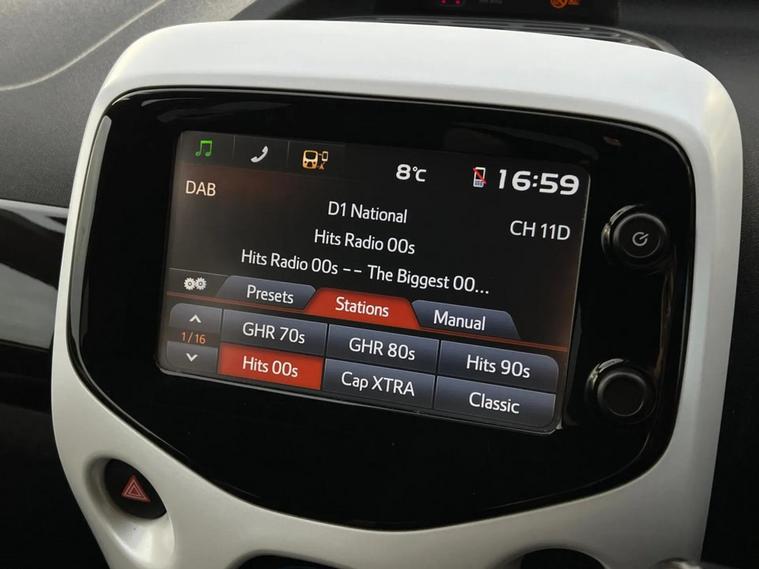 8°C 16:59
DAB
D1 National
CH 11D
Hits Radio 00s
Hits Radio 00s -- The Biggest 00...
Presets Stations Manual
1/16
GHR 70s GHR 80s Hits 90s
Hits 00s Cap XTRA Classic